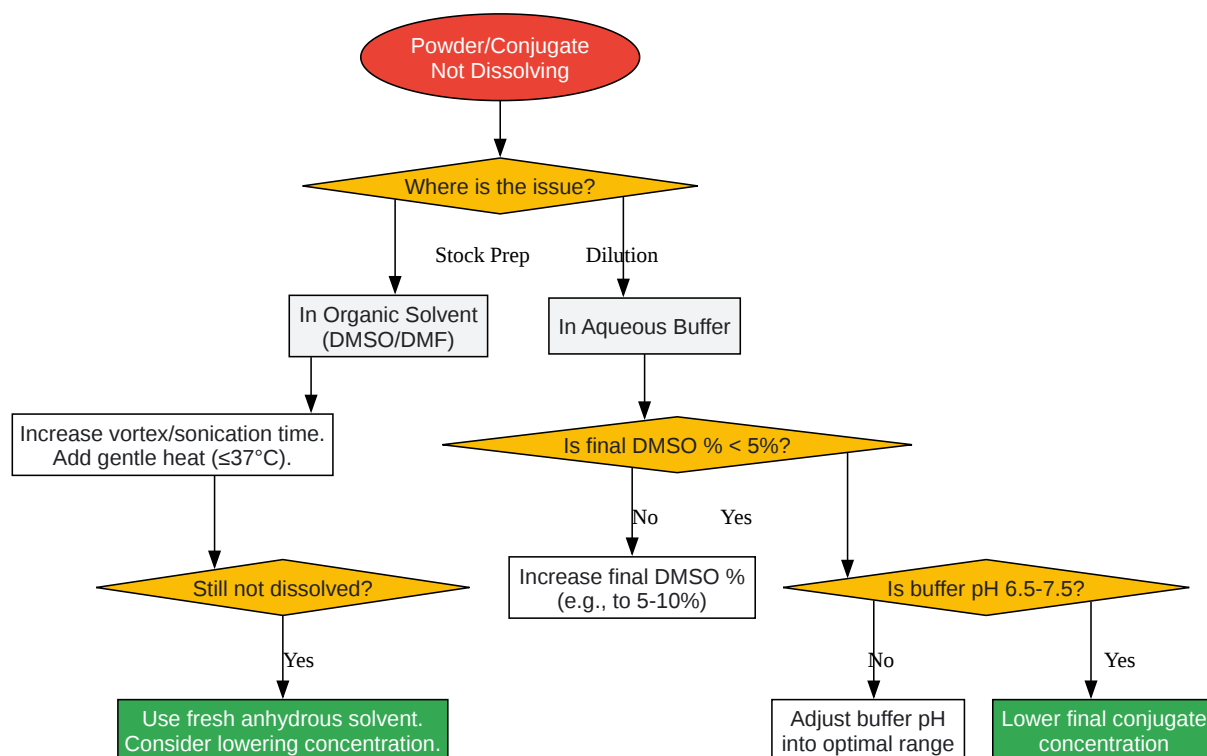 Powder/Conjugate
Not Dissolving
Where is the issue?
Stock Prep
Dilution
In Organic Solvent
(DMSO/DMF)
In Aqueous Buffer
Increase vortex/sonication time.
Add gentle heat (≤37°C).
Is final DMSO % < 5%?
No
Yes
Still not dissolved?
Increase final DMSO %
(e.g., to 5-10%)
Is buffer pH 6.5-7.5?
Yes
No
Yes
Use fresh anhydrous solvent.
Consider lowering concentration.
Adjust buffer pH
into optimal range
Lower final conjugate
concentration